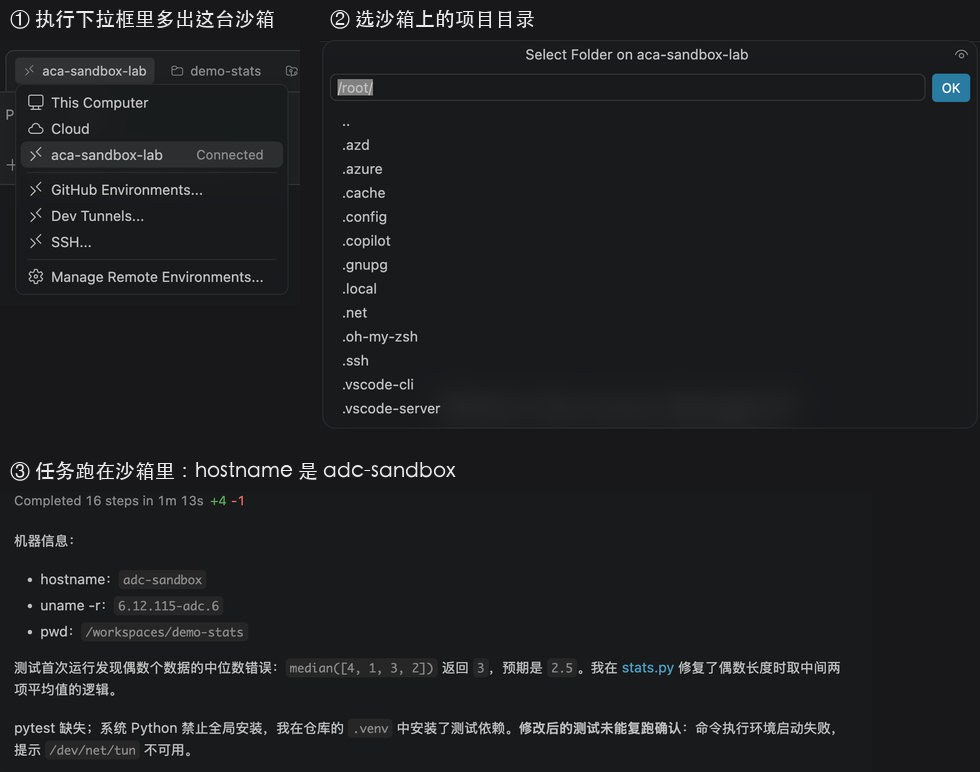 ① 执行下拉框里多出这台沙箱
aca-sandbox-lab
demo-stats
This Computer
Cloud
aca-sandbox-lab Connected
GitHub Environments...
Dev Tunnels...
SSH...
Manage Remote Environments...
② 选沙箱上的项目目录
Select Folder on aca-sandbox-lab
/root/
OK
..
.azd
.azure
.cache
.config
.copilot
.gnupg
.local
.net
.oh-my-zsh
.ssh
.vscode-cli
.vscode-server
③ 任务跑在沙箱里：hostname 是 adc-sandbox
Completed 16 steps in 1m 13s +4 -1
机器信息：
• hostname： adc-sandbox
• uname -r： 6.12.115-adc.6
• pwd： /workspaces/demo-stats
测试首次运行发现偶数个数据的中位数错误： median([4, 1, 3, 2]) 返回 3 ，预期是 2.5 。我在 stats.py 修复了偶数长度时取中间两
项平均值的逻辑。
pytest 缺失；系统 Python 禁止全局安装，我在仓库的 .venv 中安装了测试依赖。修改后的测试未能复跑确认：命令执行环境启动失败，
提示 /dev/net/tun 不可用。